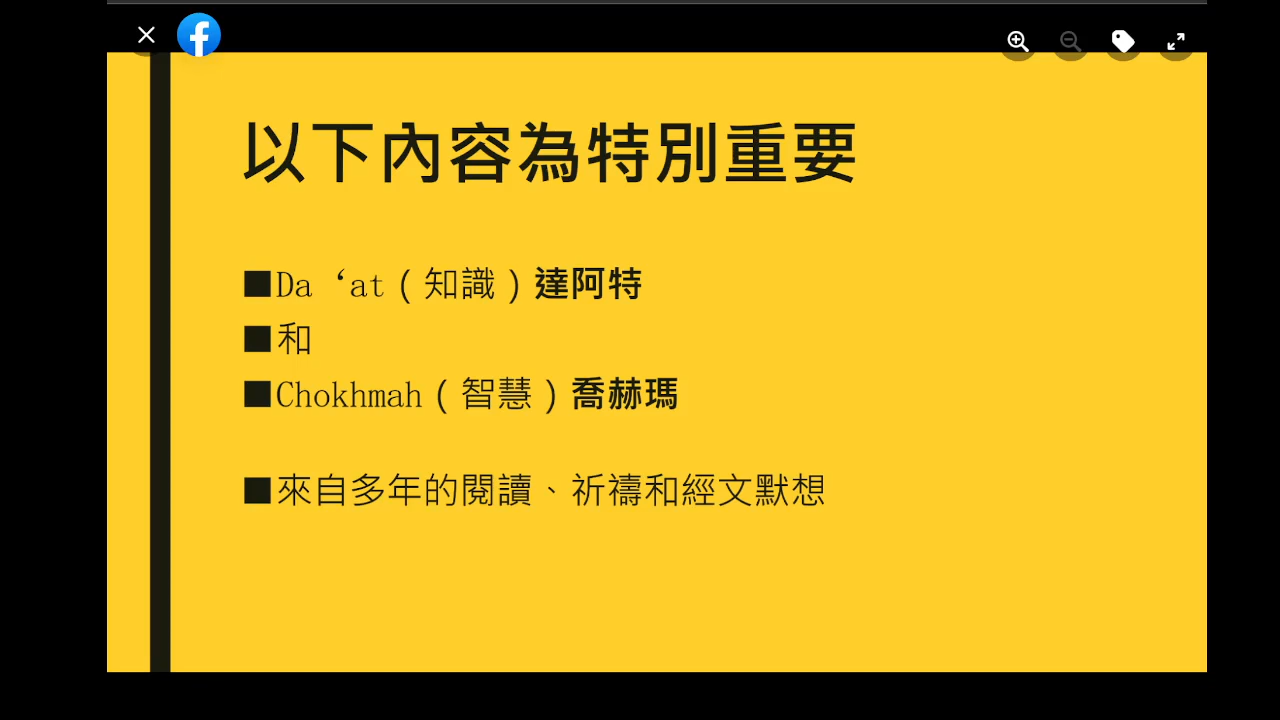 以下內容為特別重要
■Da ‘at（知識）達阿特
■和
■Chokhmah（智慧）喬赫瑪
■來自多年的閱讀、祈禱和經文默想